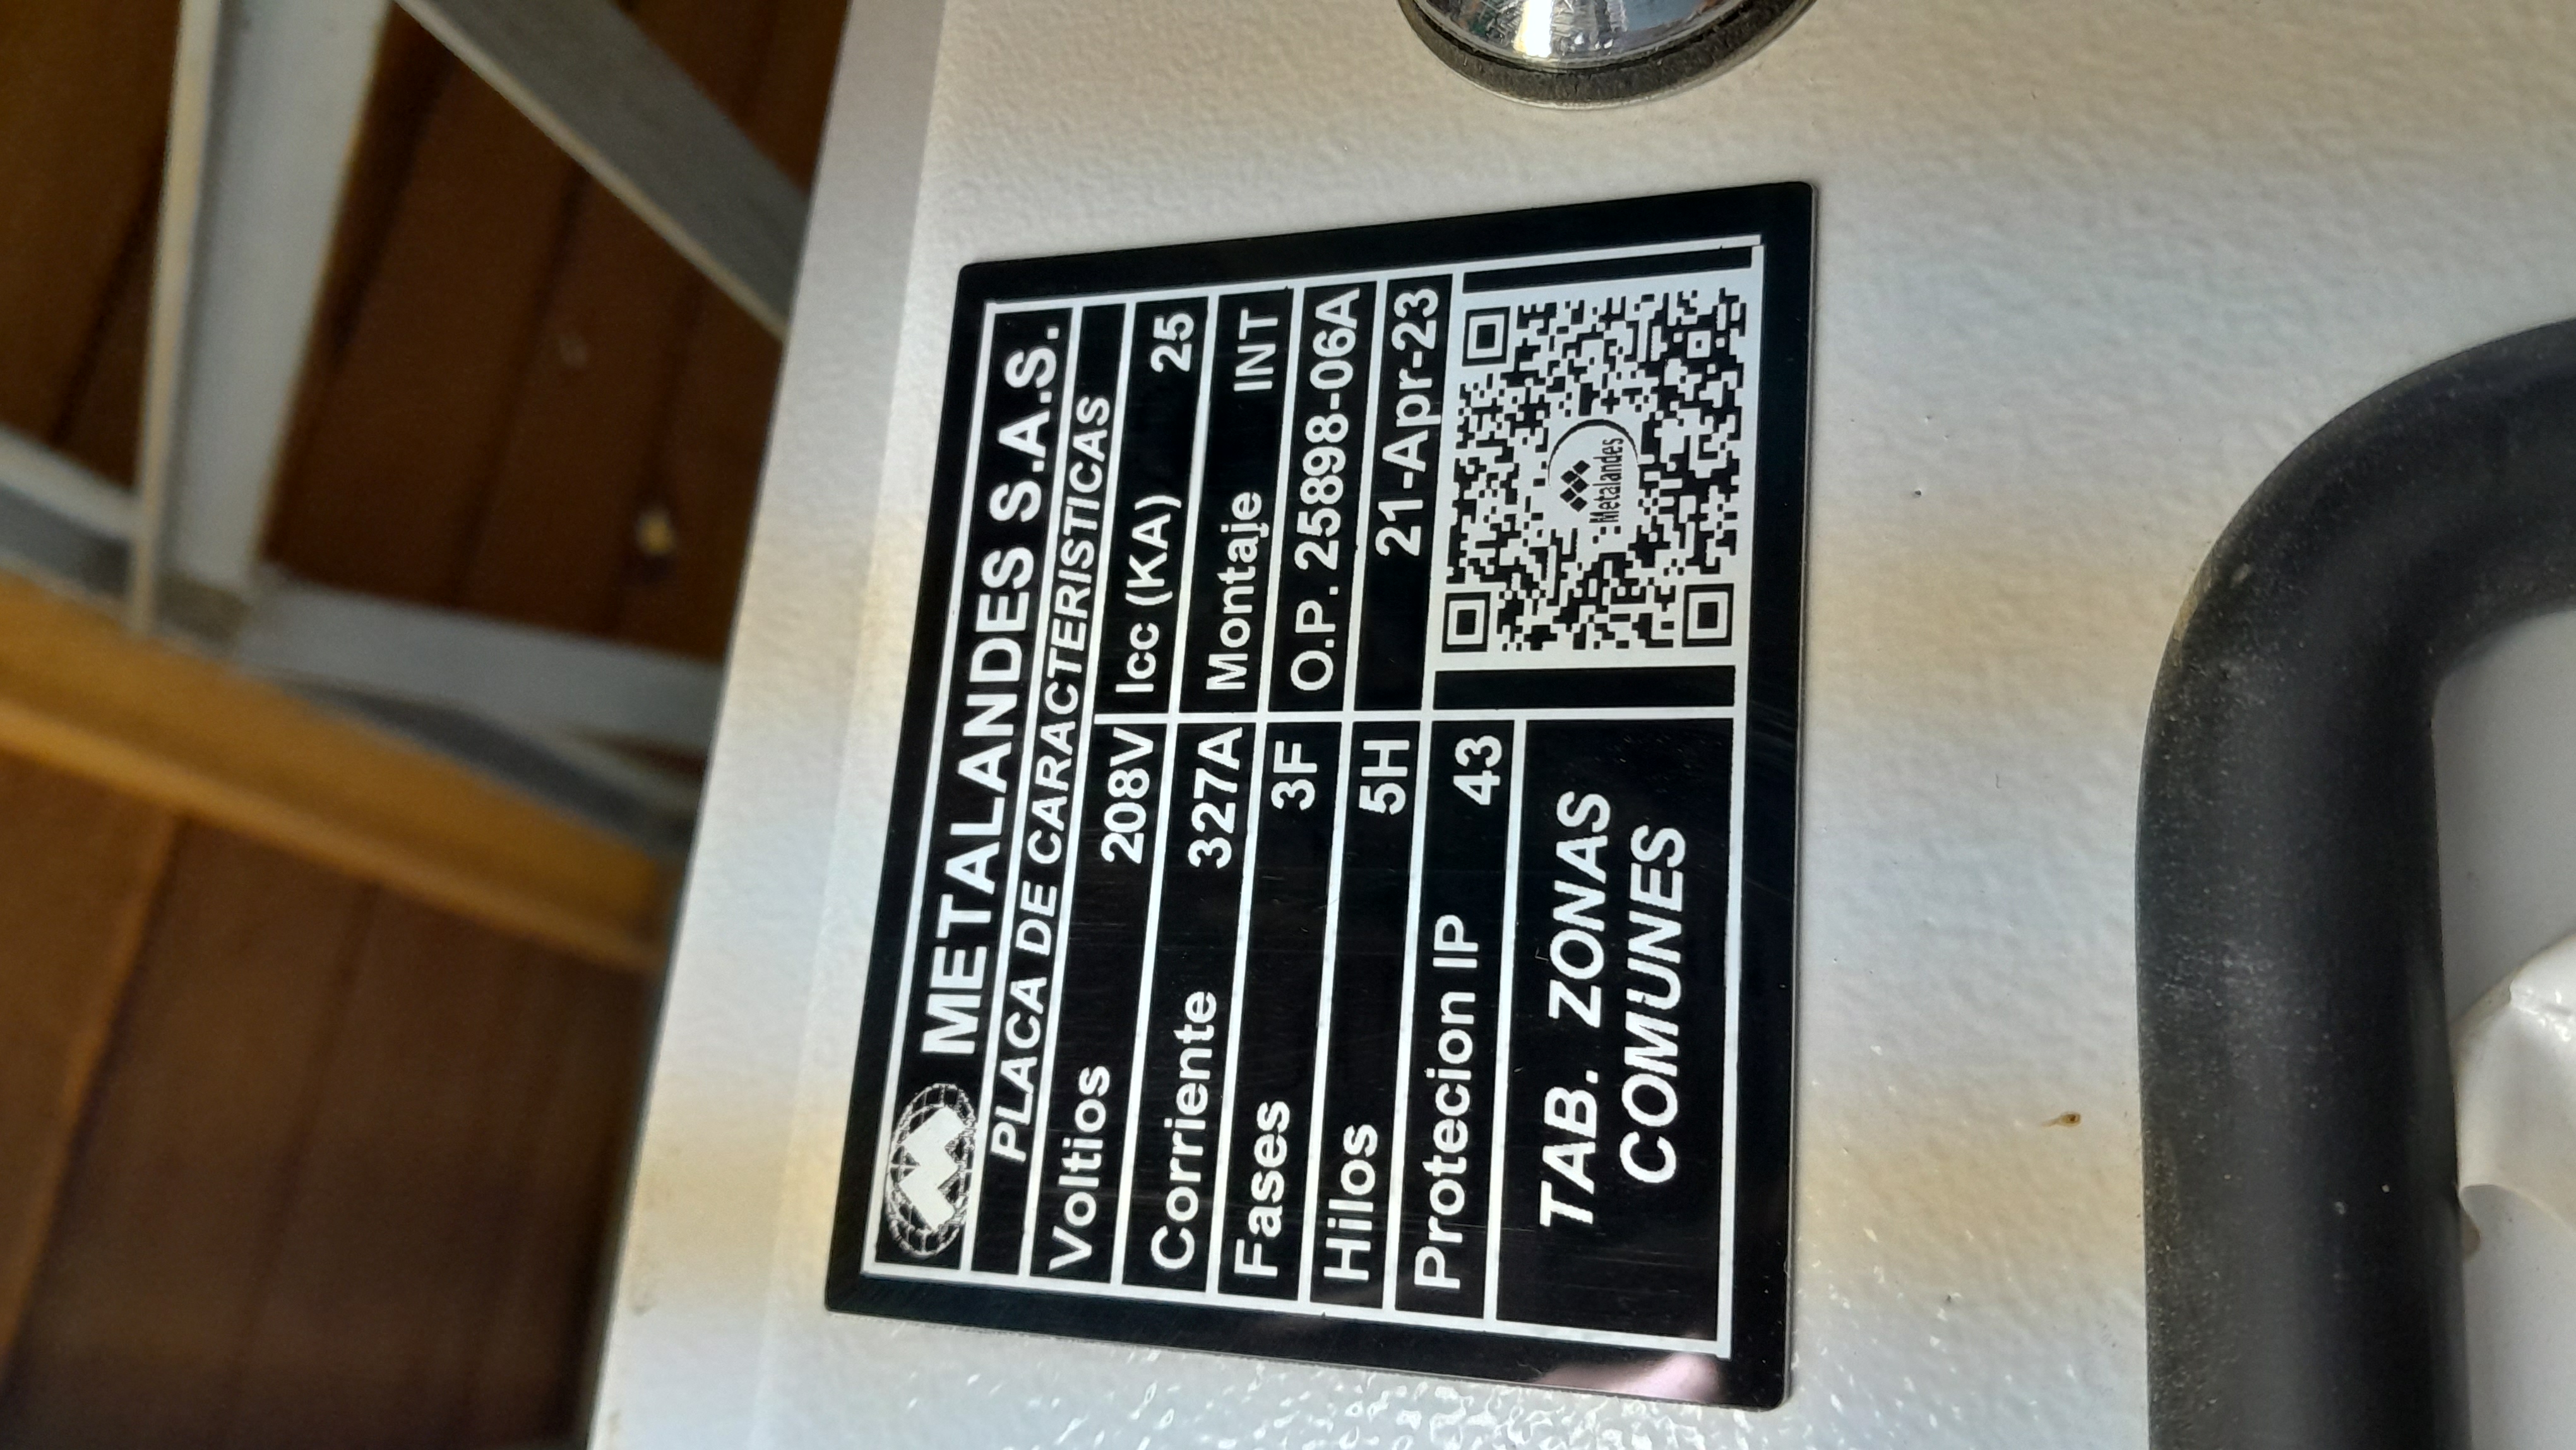 METALANDES S.A.S.
PLACA DE CARACTERISTICAS
Voltios 208V Icc (KA) 25
Corriente 327A Montaje INT
Fases 3F O.P. 25898-06A
Hilos 5H 21-Apr-23
Protecion IP 43
TAB. ZONAS
COMUNES
Metalandes